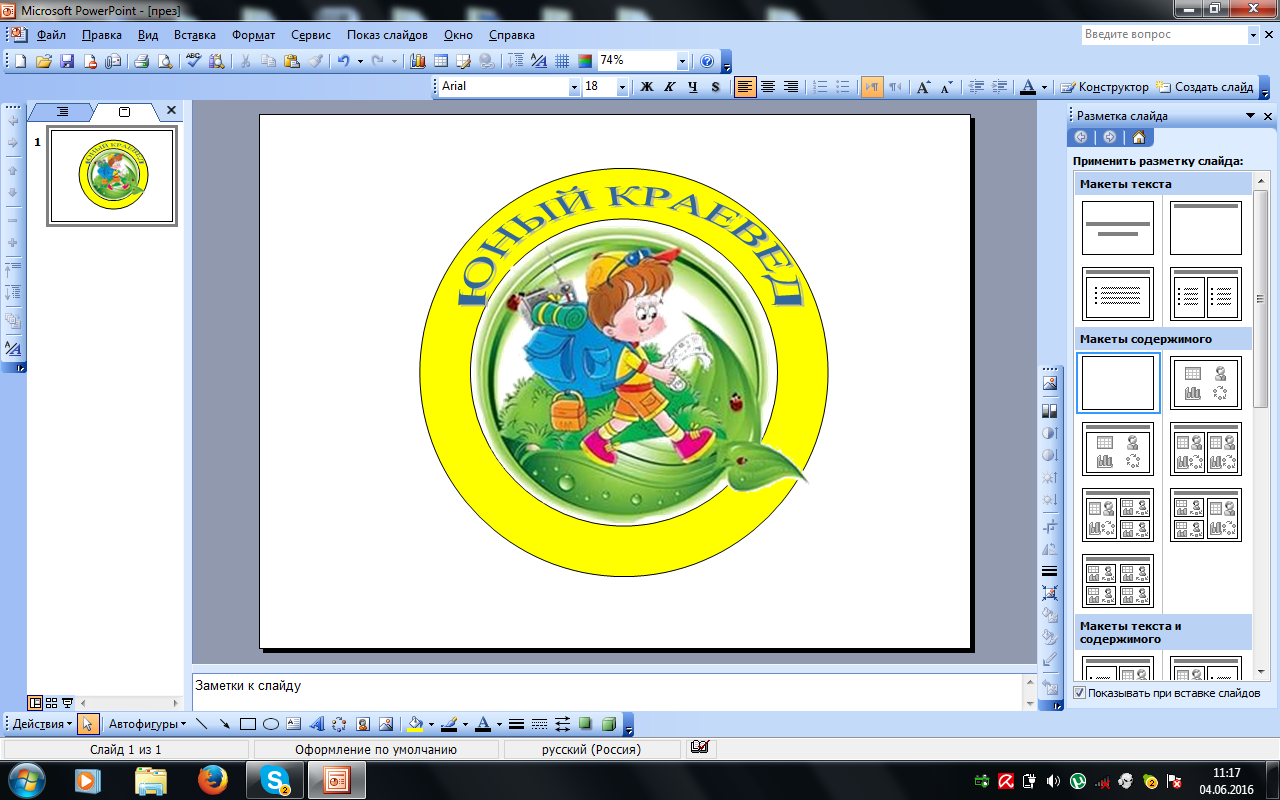 Microsoft PowerPoint - [през]
Файл Правка Вид Вставка Формат Сервис Показ слайдов Окно Справка
Введите вопрос
74%
Arial 18 Ж К Ч S Конструктор Создать слайд
Разметка слайда
1
Применить разметку слайда:
Макеты текста
Макеты содержимого
Макеты текста и содержимого
Показывать при вставке слайдов
ЮНЫЙ КРАЕВЕД
ЮНЫЙ КРАЕВЕД
Заметки к слайду
Действия Автофигуры
Слайд 1 из 1 Оформление по умолчанию русский (Россия)
11:17
04.06.2016